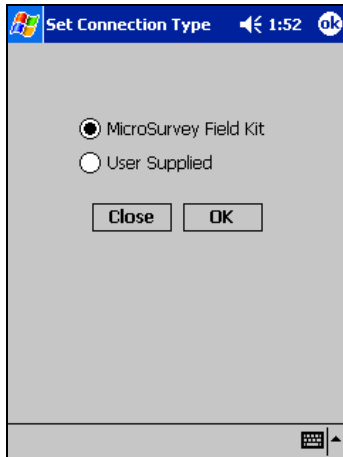 Set Connection Type 1:52 ok
MicroSurvey Field Kit
User Supplied
Close OK